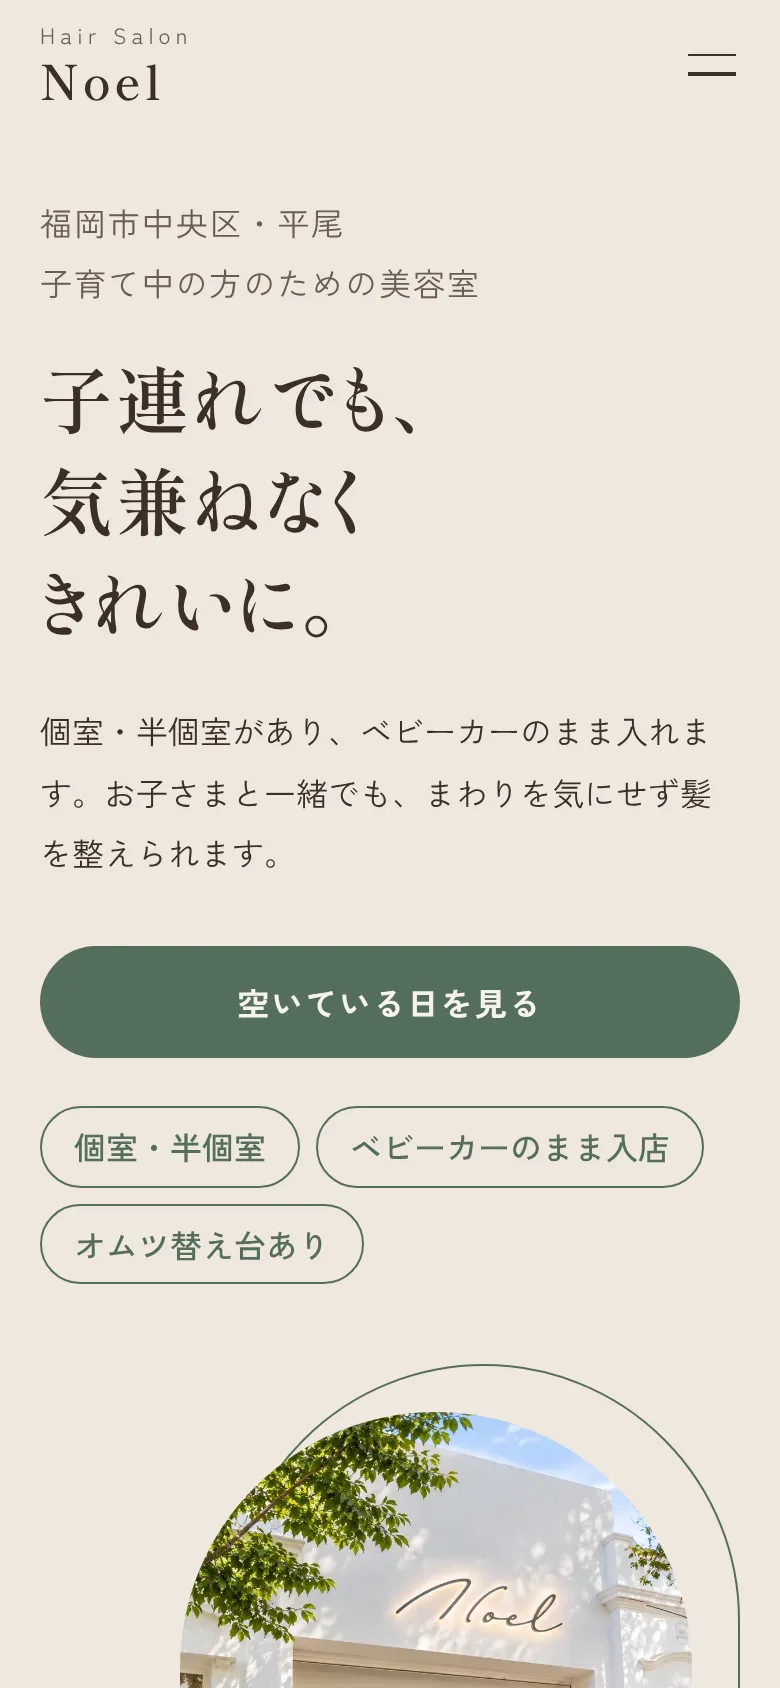 Hair Salon
Noel
福岡市中央区・平尾
子育て中の方のための美容室
子連れでも、
気兼ねなく
きれいに。
個室・半個室があり、ベビーカーのまま入れま
す。お子さまと一緒でも、まわりを気にせず髪
を整えられます。
空いている日を見る
個室・半個室
ベビーカーのまま入店
オムツ替え台あり
Noel